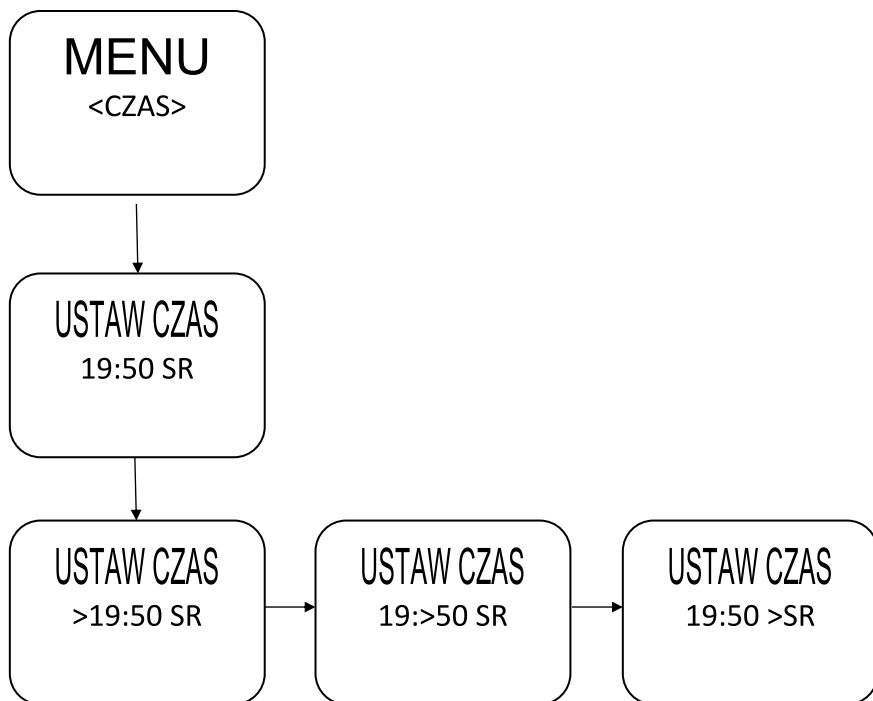 MENU
<CZAS>
USTAW CZAS
19:50 SR
USTAW CZAS
>19:50 SR
USTAW CZAS
19:>50 SR
USTAW CZAS
19:50 >SR